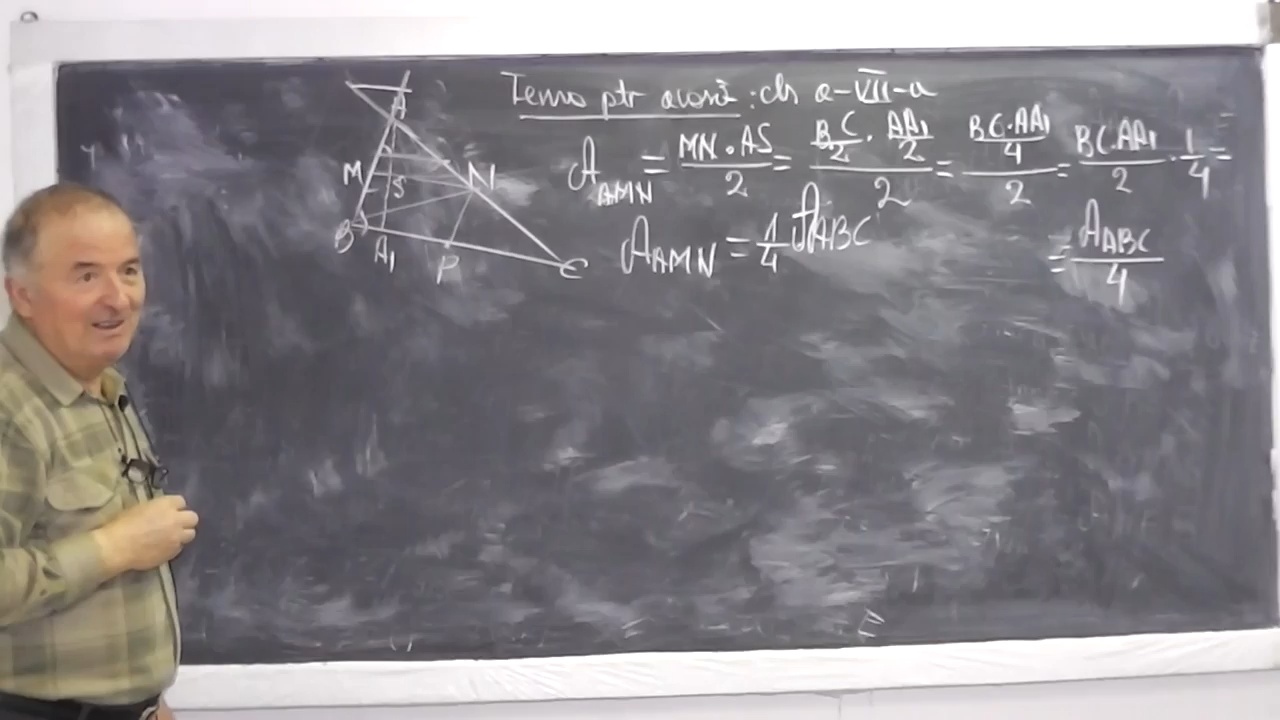 Tema ptr acasă: cls a-VII-a
A_AMN = MN·AS/2 = (BC/2 · AA₁/2)/2 = (BC·AA₁/4)/2 = BC·AA₁/2 · 1/4 =
= A_ABC/4
A_AMN = 1/4 A_ABC
A
M
S
N
B
A₁
P
C